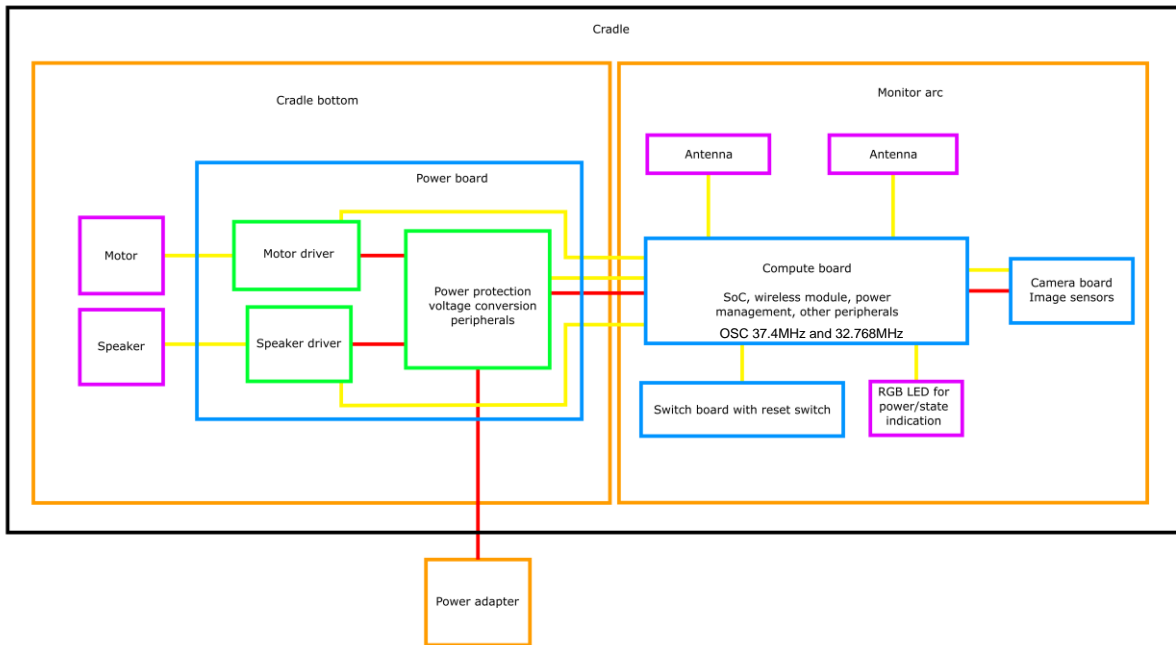 Cradle
Cradle bottom
Monitor arc
Antenna
Antenna
Power board
Motor
Motor driver
Power protection
voltage conversion
peripherals
Speaker
Speaker driver
Compute board
SoC, wireless module, power
management, other peripherals
OSC 37.4MHz and 32.768MHz
Camera board
Image sensors
Switch board with reset switch
RGB LED for
power/state
indication
Power adapter